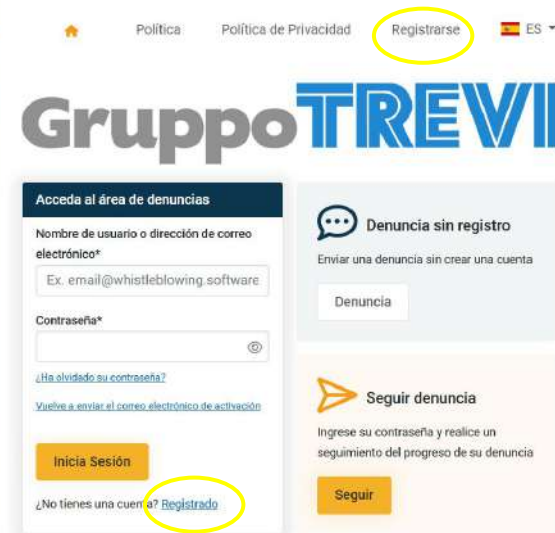 Política Política de Privacidad Registrarse ES
Gruppo TREVI
Acceda al área de denuncias
Nombre de usuario o dirección de correo
electrónico*
Ex. email@whistleblowing.software
Contraseña*
¿Ha olvidado su contraseña?
Vuelve a enviar el correo electrónico de activación
Inicia Sesión
¿No tienes una cuenta? Registrado
Denuncia sin registro
Enviar una denuncia sin crear una cuenta
Denuncia
Seguir denuncia
Ingrese su contraseña y realice un
seguimiento del progreso de su denuncia
Seguir